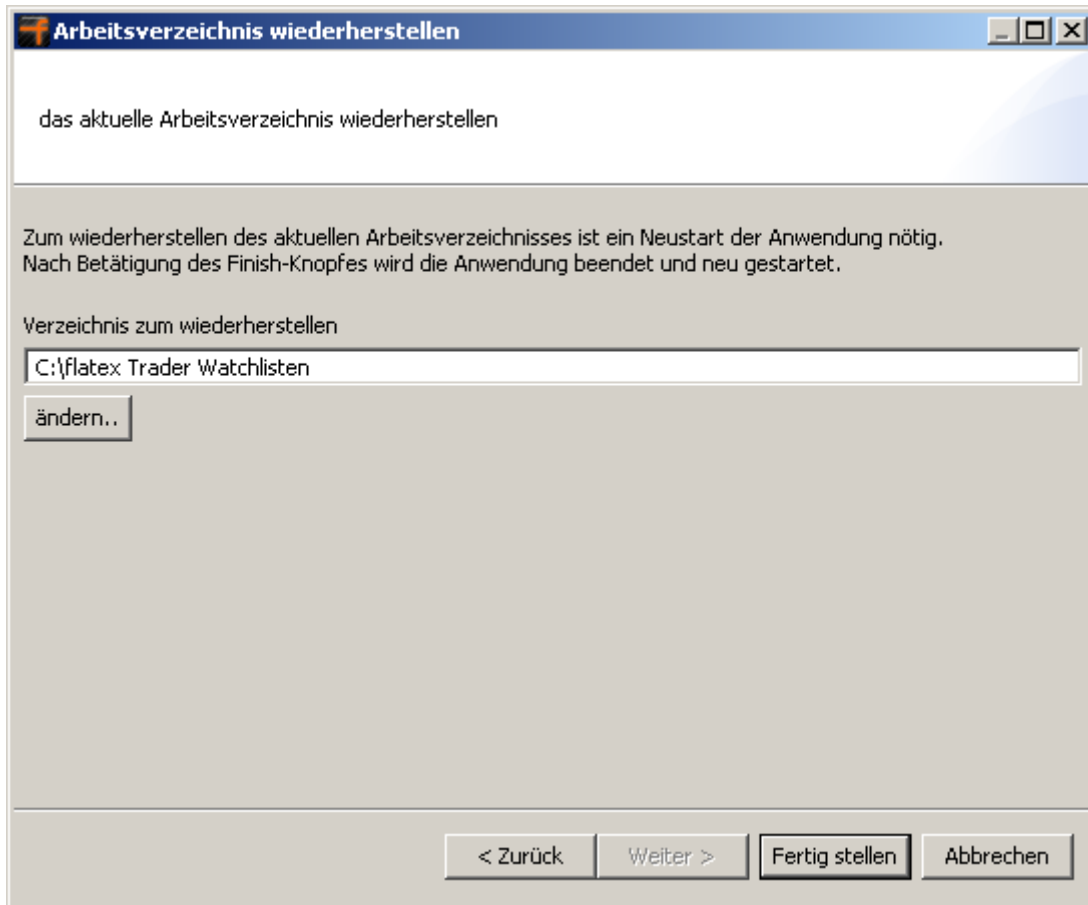 Arbeitsverzeichnis wiederherstellen
das aktuelle Arbeitsverzeichnis wiederherstellen
Zum wiederherstellen des aktuellen Arbeitsverzeichnisses ist ein Neustart der Anwendung nötig.
Nach Betätigung des Finish-Knopfes wird die Anwendung beendet und neu gestartet.
Verzeichnis zum wiederherstellen
C:\flatex Trader Watchlisten
ändern..
< Zurück Weiter > Fertig stellen Abbrechen